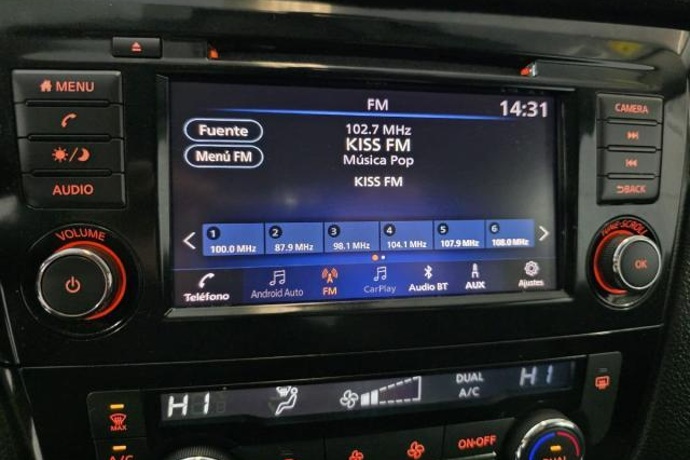 MENU
AUDIO
VOLUME
FM
14:31
Fuente
Menú FM
102.7 MHz
KISS FM
Música Pop
KISS FM
1 100.0 MHz
2 87.9 MHz
3 98.1 MHz
4 104.1 MHz
5 107.9 MHz
6 108.0 MHz
Teléfono
Android Auto
FM
CarPlay
Audio BT
AUX
Ajustes
CAMERA
BACK
TUNE·SCROLL
OK
HI
DUAL
A/C
HI
MAX
A/C
ON·OFF
DUAL